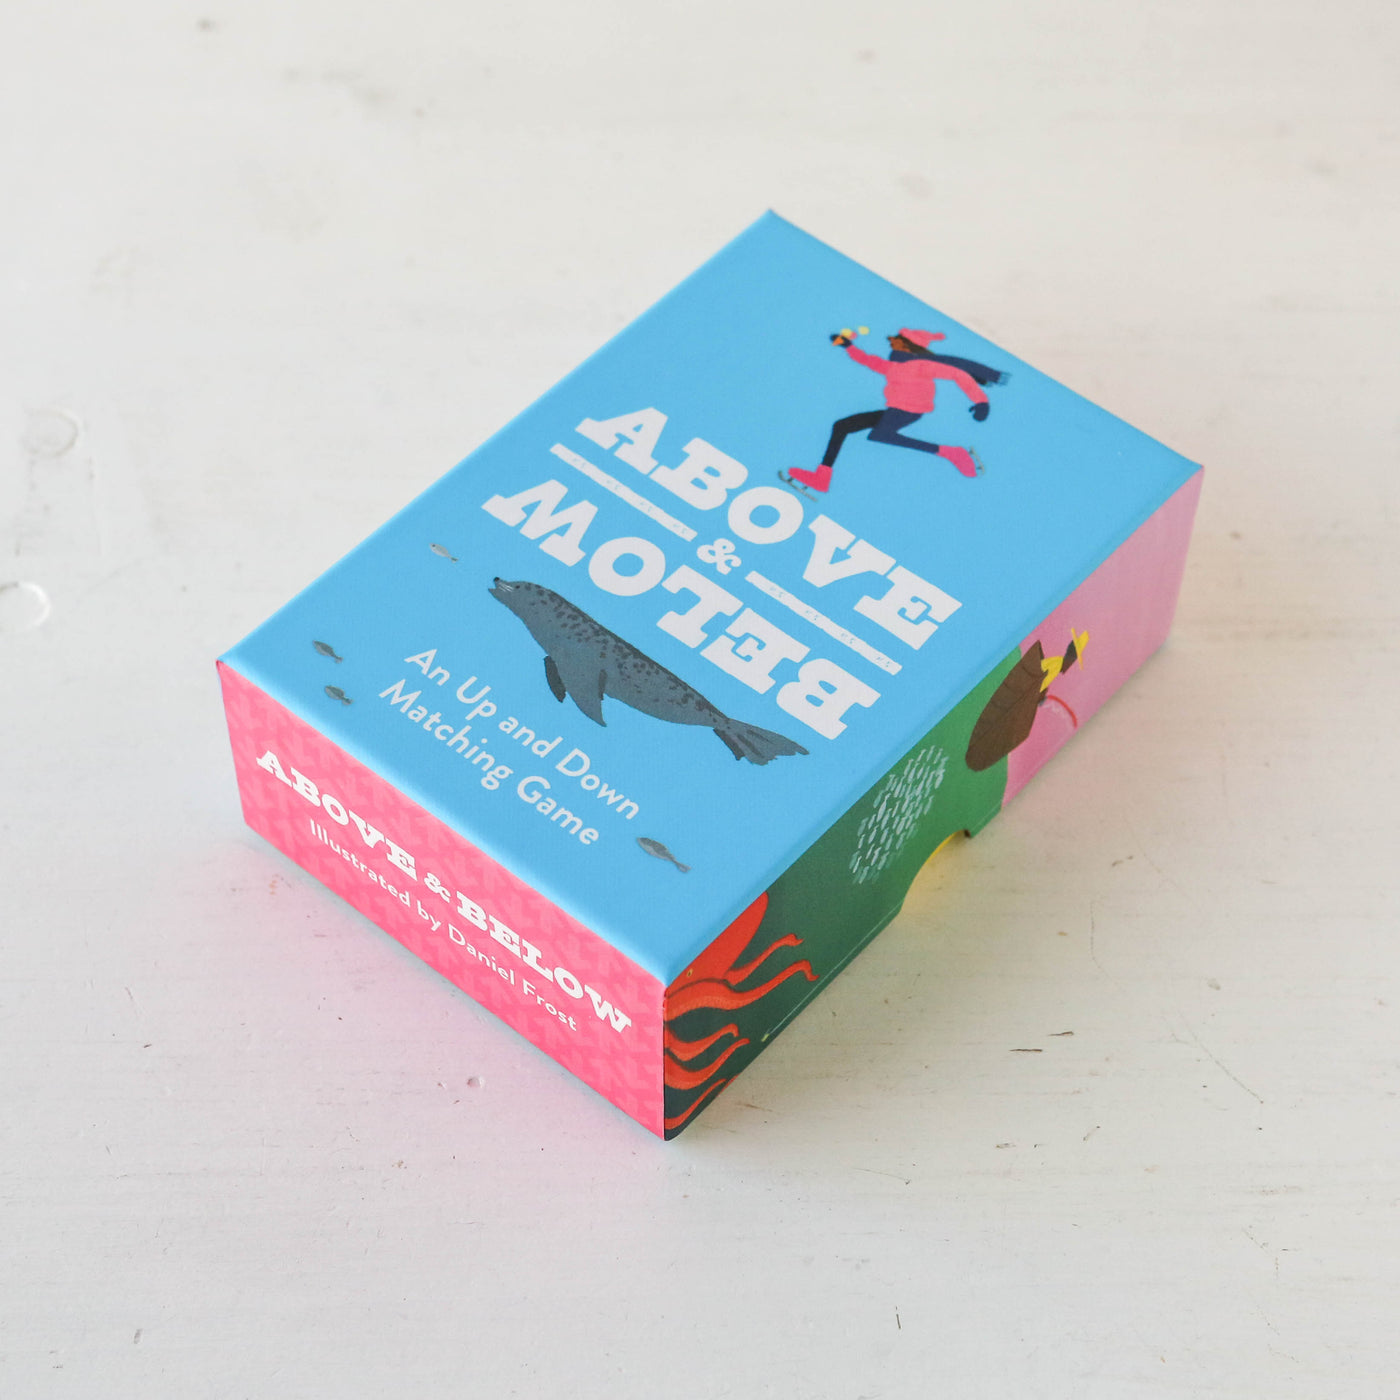 ABOVE
&
BELOW
An Up and Down
Matching Game
ABOVE & BELOW
Illustrated by Daniel Frost